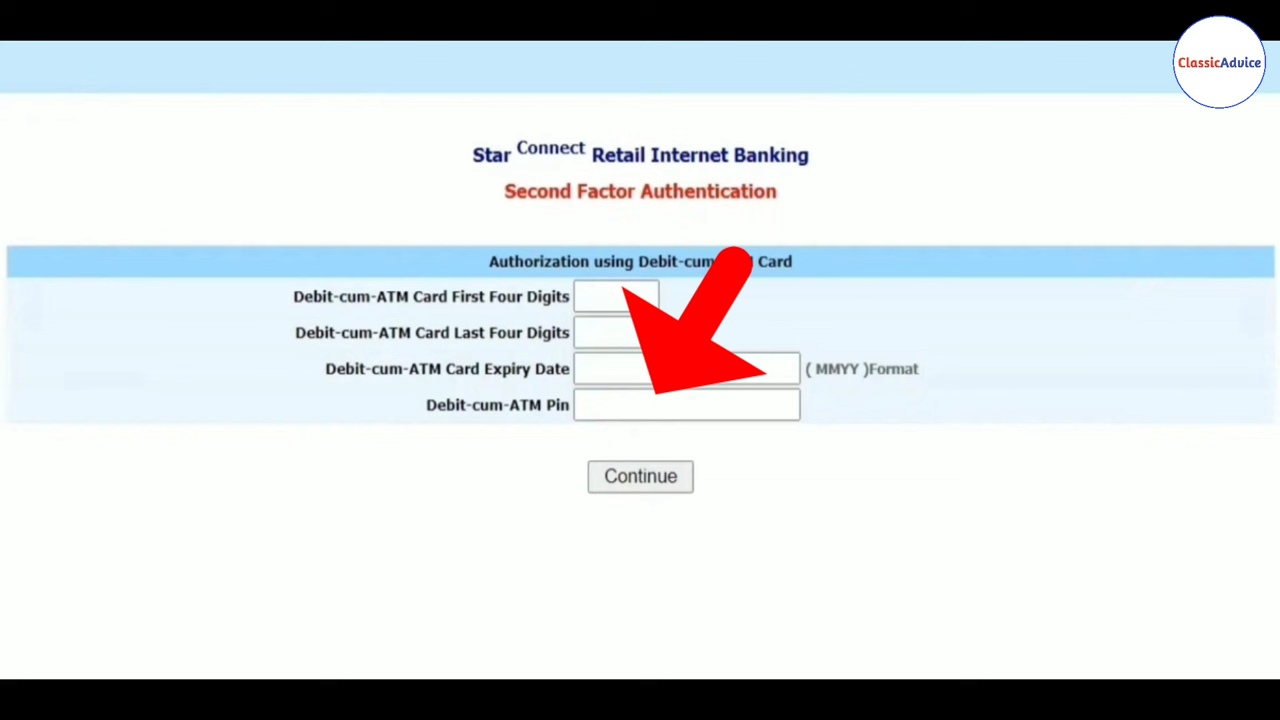 ClassicAdvice
Star Connect Retail Internet Banking
Second Factor Authentication
Authorization using Debit-cum- Card
Debit-cum-ATM Card First Four Digits
Debit-cum-ATM Card Last Four Digits
Debit-cum-ATM Card Expiry Date ( MMYY )Format
Debit-cum-ATM Pin
Continue